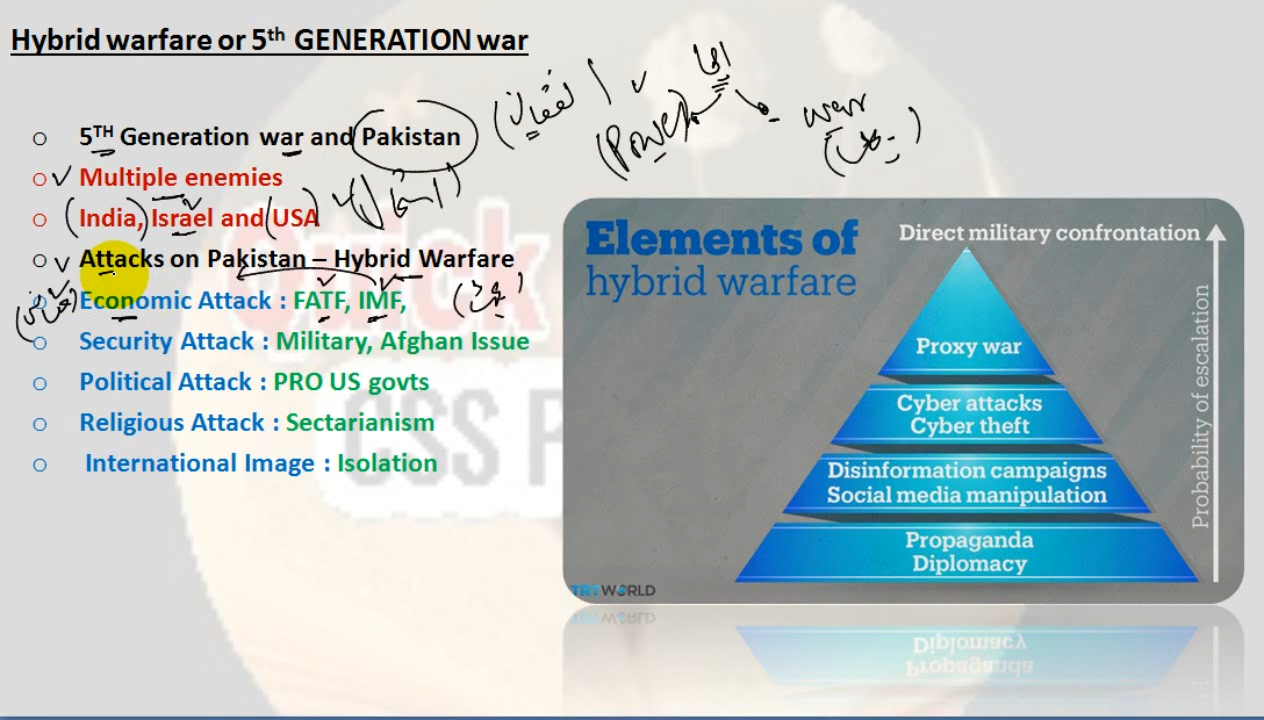 Hybrid warfare or 5th GENERATION war
5TH Generation war and Pakistan
Multiple enemies
India, Israel and USA
Attacks on Pakistan – Hybrid Warfare
Economic Attack : FATF, IMF,
Security Attack : Military, Afghan Issue
Political Attack : PRO US govts
Religious Attack : Sectarianism
International Image : Isolation
(Power)
war
Elements of
hybrid warfare
Direct military confrontation
Proxy war
Cyber attacks
Cyber theft
Disinformation campaigns
Social media manipulation
Propaganda
Diplomacy
Probability of escalation
TRT WORLD
Quick
CSS P